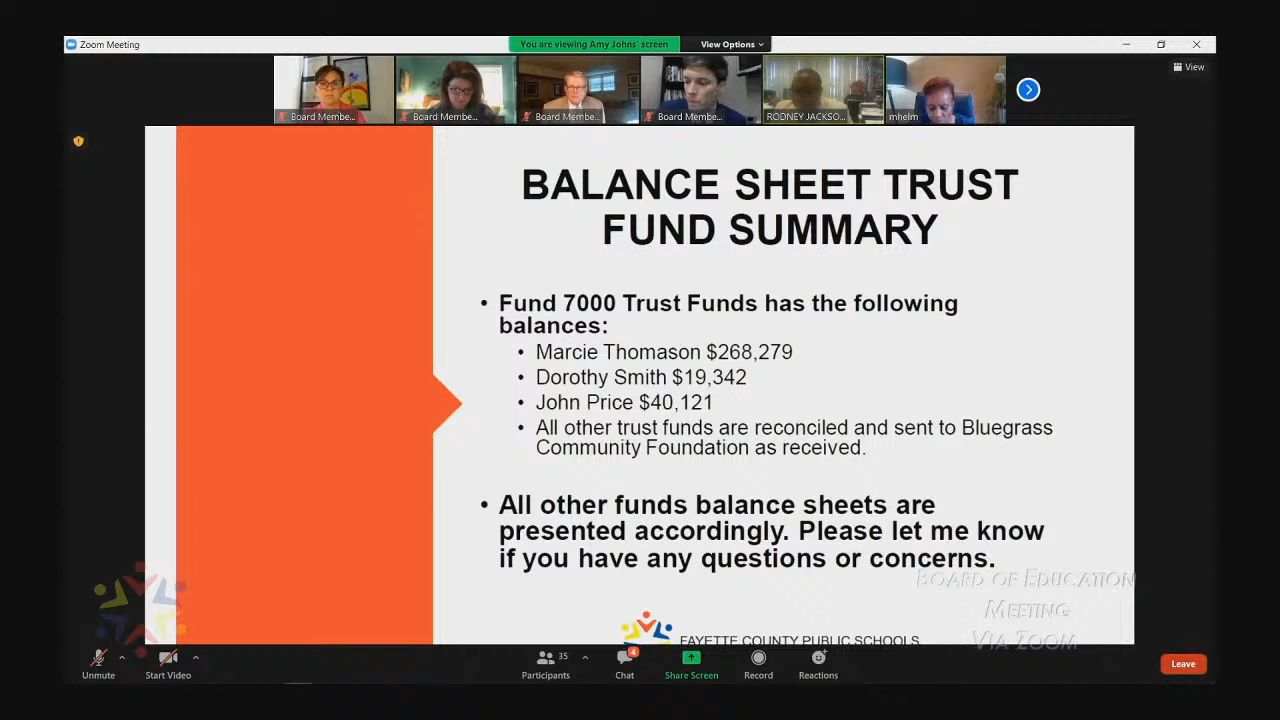 Zoom Meeting
You are viewing Amy Johns' screen
View Options
View
Board Membe...
Board Membe...
Board Membe...
Board Membe...
RODNEY JACKSO...
mhelm
BALANCE SHEET TRUST
FUND SUMMARY
• Fund 7000 Trust Funds has the following
balances:
• Marcie Thomason $268,279
• Dorothy Smith $19,342
• John Price $40,121
• All other trust funds are reconciled and sent to Bluegrass
Community Foundation as received.
• All other funds balance sheets are
presented accordingly. Please let me know
if you have any questions or concerns.
Board of Education
Meeting
Via Zoom
FAYETTE COUNTY PUBLIC SCHOOLS
Unmute
Start Video
35
Participants
4
Chat
Share Screen
Record
Reactions
Leave